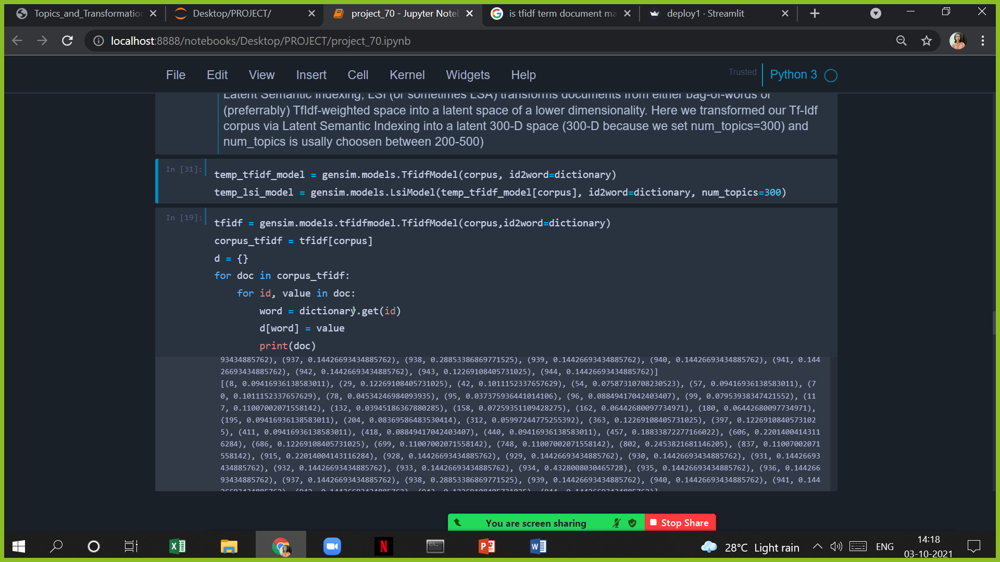 Topics_and_Transformation
Desktop/PROJECT/
project_70 - Jupyter Noteb
is tfidf term document ma
deploy1 · Streamlit
localhost:8888/notebooks/Desktop/PROJECT/project_70.ipynb
File Edit View Insert Cell Kernel Widgets Help
Trusted
Python 3
Latent Semantic Indexing, LSI (or sometimes LSA) transforms documents from either bag-of-words or
(preferrably) TfIdf-weighted space into a latent space of a lower dimensionality. Here we transformed our Tf-Idf
corpus via Latent Semantic Indexing into a latent 300-D space (300-D because we set num_topics=300) and
num_topics is usally choosen between 200-500)
In [31]:
temp_tfidf_model = gensim.models.TfidfModel(corpus, id2word=dictionary)
temp_lsi_model = gensim.models.LsiModel(temp_tfidf_model[corpus], id2word=dictionary, num_topics=300)
In [19]:
tfidf = gensim.models.tfidfmodel.TfidfModel(corpus,id2word=dictionary)
corpus_tfidf = tfidf[corpus]
d = {}
for doc in corpus_tfidf:
    for id, value in doc:
        word = dictionary.get(id)
        d[word] = value
        print(doc)
93434885762), (937, 0.14426693434885762), (938, 0.28853386869771525), (939, 0.14426693434885762), (940, 0.14426693434885762), (941, 0.144
26693434885762), (942, 0.14426693434885762), (943, 0.12269108405731025), (944, 0.14426693434885762)]
[(8, 0.09416936138583011), (29, 0.12269108405731025), (42, 0.1011152337657629), (54, 0.07587310708230523), (57, 0.09416936138583011), (7
0, 0.1011152337657629), (78, 0.04534246984093935), (95, 0.037375936441014106), (96, 0.08849417042403407), (99, 0.07953938347421552), (11
7, 0.11007002071558142), (132, 0.03945186367880285), (158, 0.07259351109428275), (162, 0.06442680097734971), (180, 0.06442680097734971),
(195, 0.09416936138583011), (204, 0.08369586483530414), (312, 0.05997244775255392), (363, 0.12269108405731025), (397, 0.1226910840573102
5), (411, 0.09416936138583011), (418, 0.08849417042403407), (440, 0.09416936138583011), (457, 0.18833872277166022), (606, 0.2201400414311
6284), (686, 0.12269108405731025), (699, 0.11007002071558142), (748, 0.11007002071558142), (802, 0.2453821681146205), (837, 0.11007002071
558142), (915, 0.22014004143116284), (928, 0.14426693434885762), (929, 0.14426693434885762), (930, 0.14426693434885762), (931, 0.14426693
434885762), (932, 0.14426693434885762), (933, 0.14426693434885762), (934, 0.4328008030465728), (935, 0.14426693434885762), (936, 0.144266
93434885762), (937, 0.14426693434885762), (938, 0.28853386869771525), (939, 0.14426693434885762), (940, 0.14426693434885762), (941, 0.144
26693434885762), (942, 0.14426693434885762), (943, 0.12269108405731025), (944, 0.14426693434885762)]
You are screen sharing
Stop Share
28°C Light rain
ENG
14:18
03-10-2021